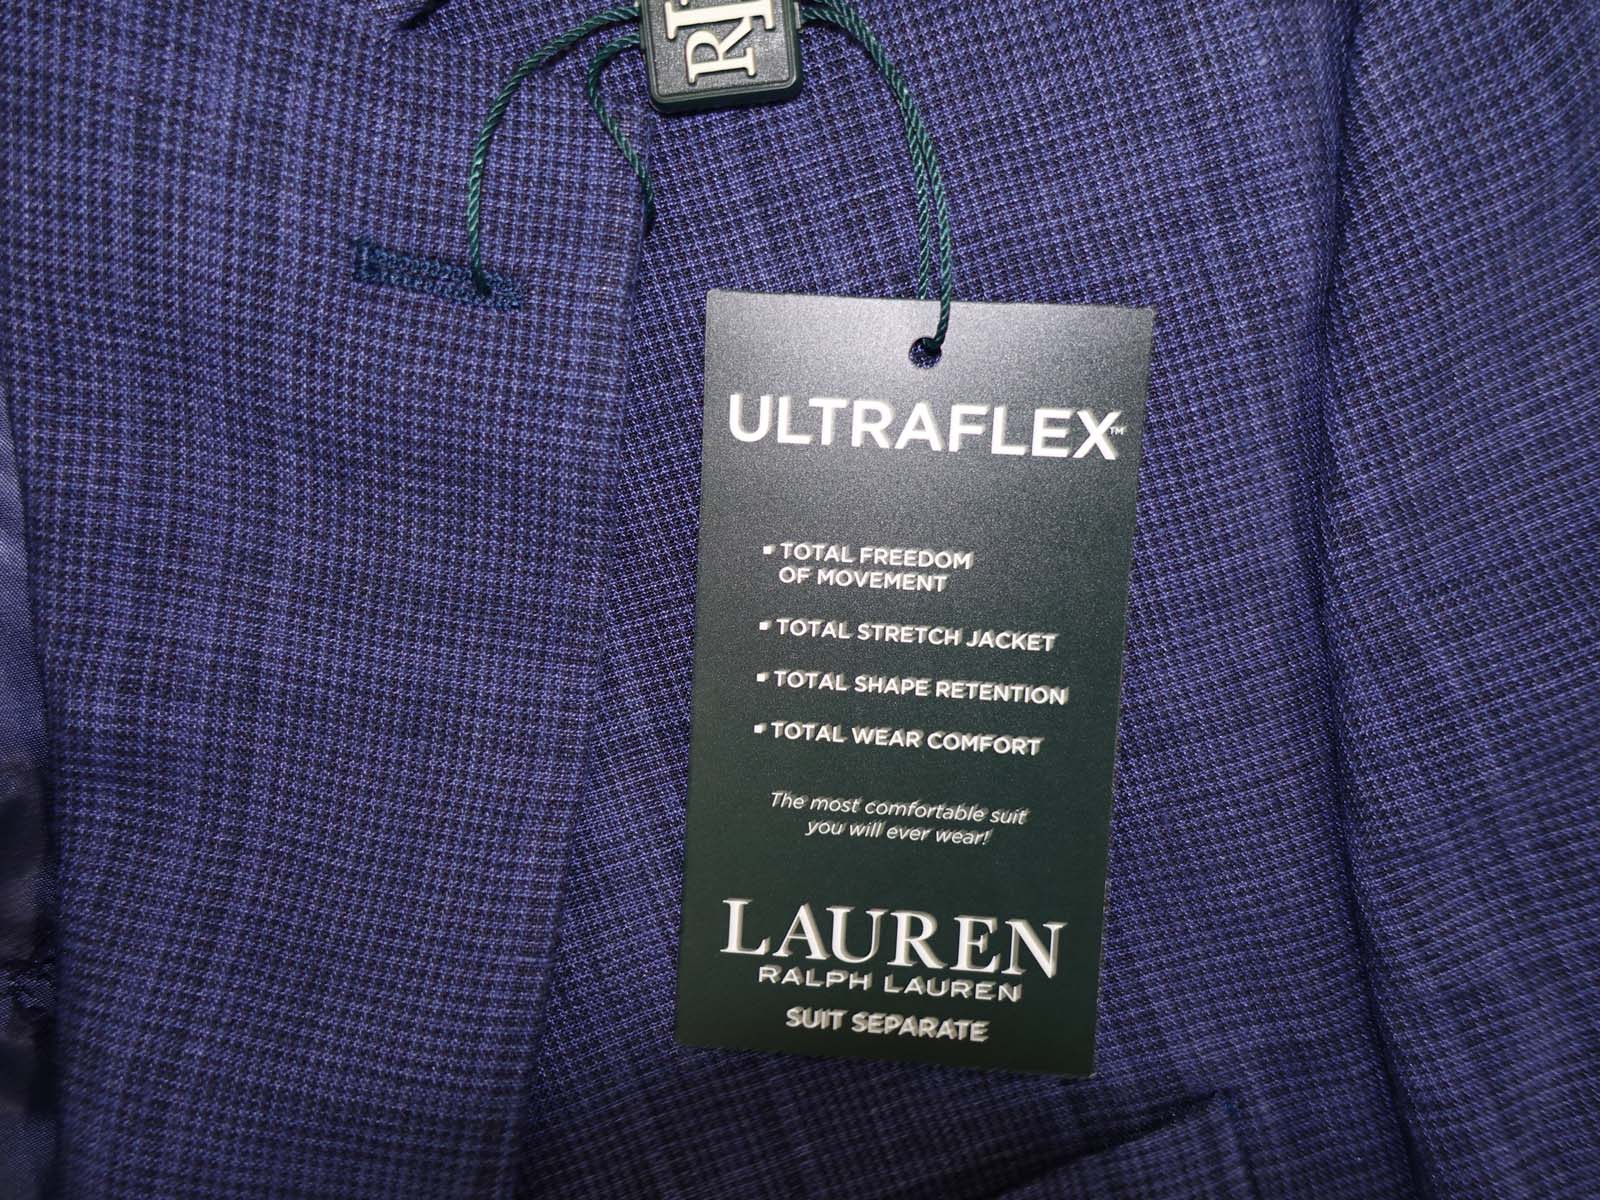 RL
ULTRAFLEX™
▪ TOTAL FREEDOM
OF MOVEMENT
▪ TOTAL STRETCH JACKET
▪ TOTAL SHAPE RETENTION
▪ TOTAL WEAR COMFORT
The most comfortable suit
you will ever wear!
LAUREN
RALPH LAUREN
SUIT SEPARATE